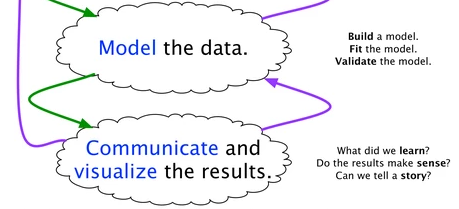 Model the data.
Build a model.
Fit the model.
Validate the model.
Communicate and
visualize the results.
What did we learn?
Do the results make sense?
Can we tell a story?